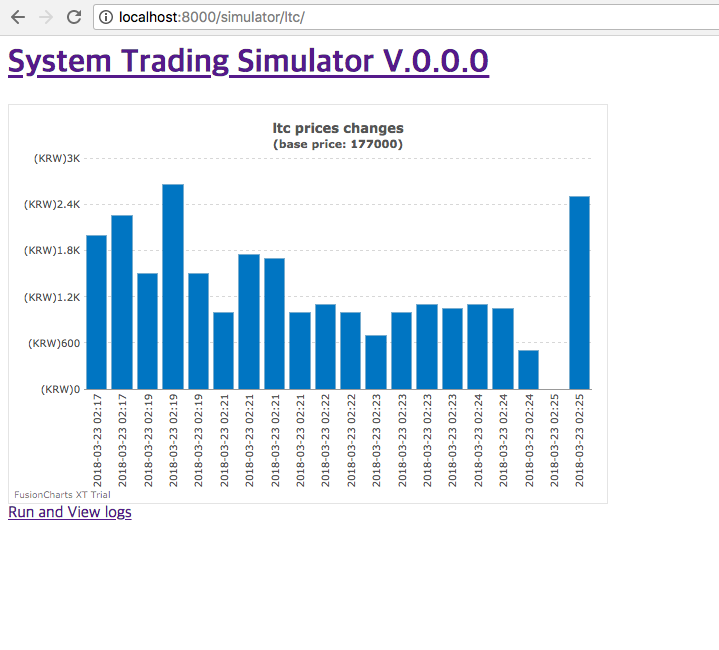 localhost:8000/simulator/ltc/
System Trading Simulator V.0.0.0
ltc prices changes
(base price: 177000)
(KRW)3K
(KRW)2.4K
(KRW)1.8K
(KRW)1.2K
(KRW)600
(KRW)0
2018-03-23 02:17
2018-03-23 02:17
2018-03-23 02:19
2018-03-23 02:19
2018-03-23 02:19
2018-03-23 02:21
2018-03-23 02:21
2018-03-23 02:21
2018-03-23 02:21
2018-03-23 02:22
2018-03-23 02:22
2018-03-23 02:23
2018-03-23 02:23
2018-03-23 02:23
2018-03-23 02:23
2018-03-23 02:24
2018-03-23 02:24
2018-03-23 02:24
2018-03-23 02:25
2018-03-23 02:25
FusionCharts XT Trial
Run and View logs